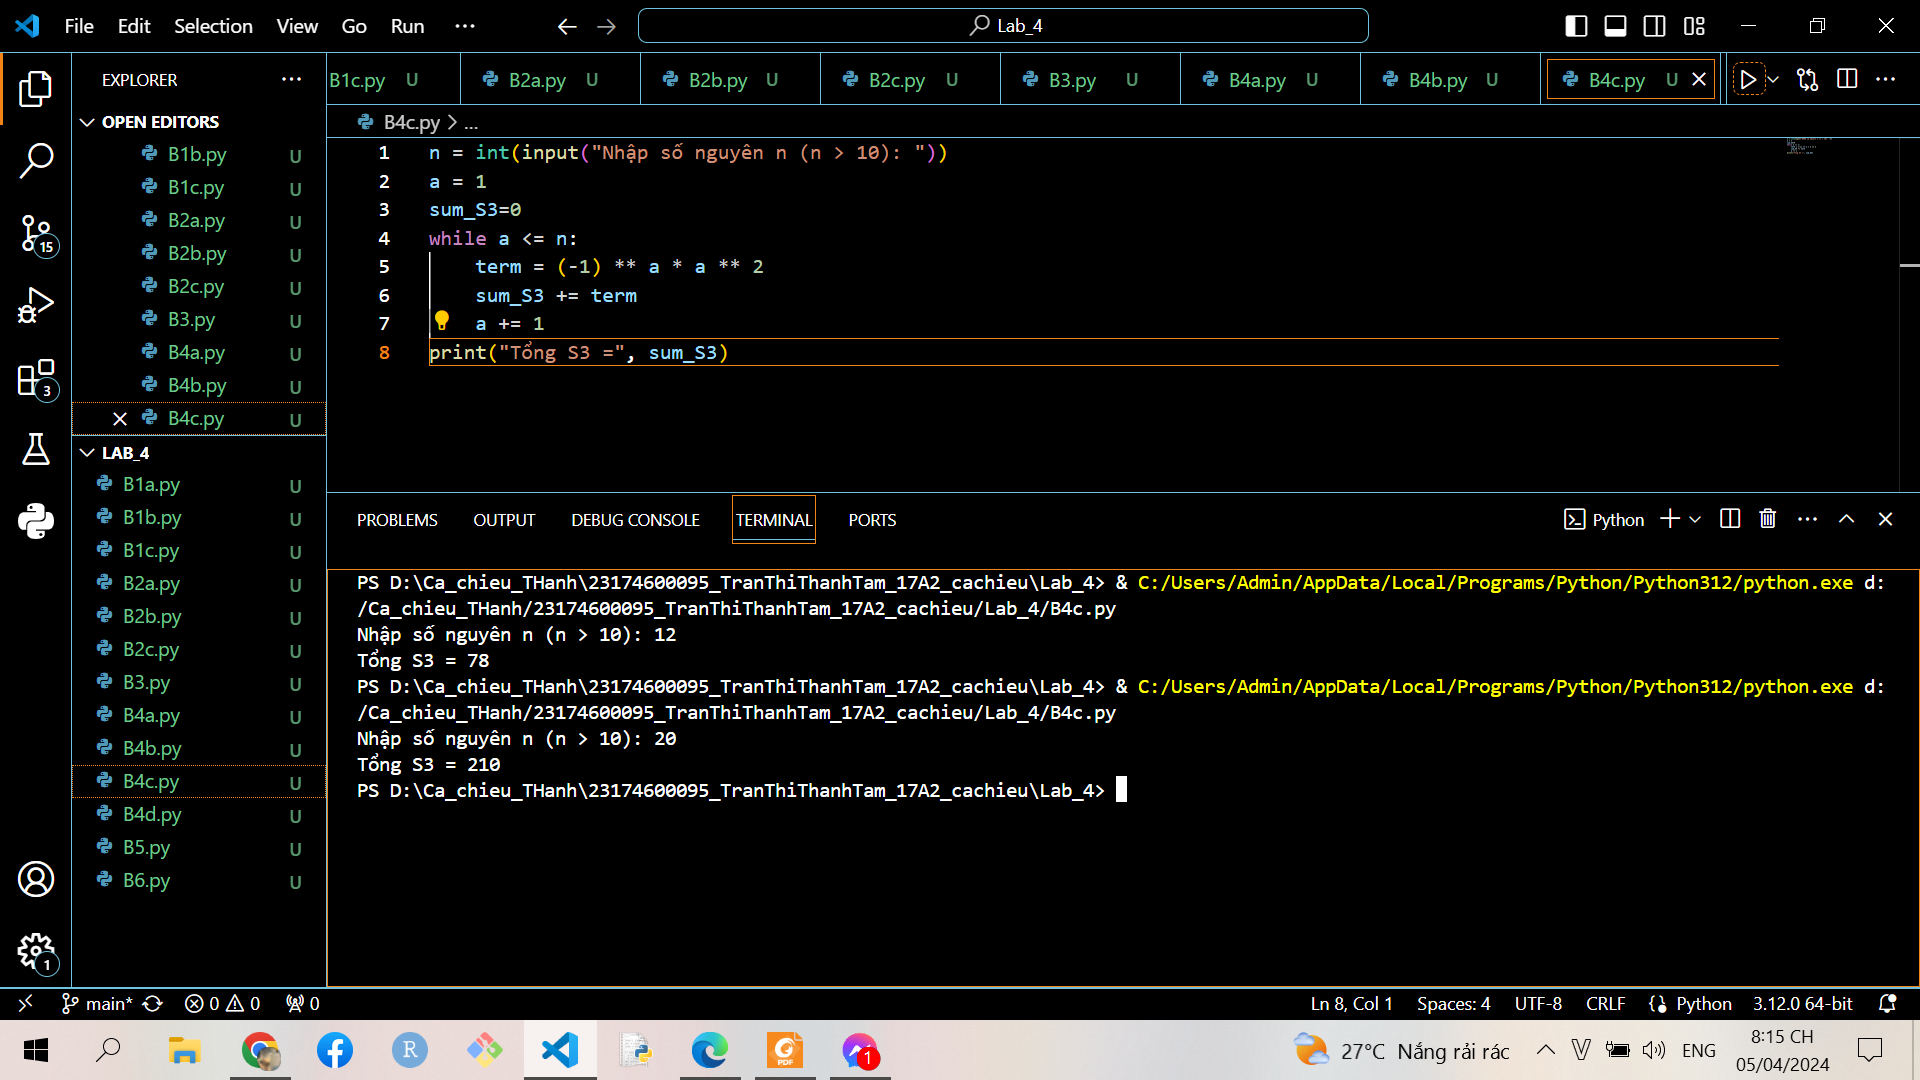 File Edit Selection View Go Run ··· Lab_4
EXPLORER ···
B1c.py U B2a.py U B2b.py U B2c.py U B3.py U B4a.py U B4b.py U B4c.py U
B4c.py > ...
OPEN EDITORS
B1b.py U
B1c.py U
B2a.py U
B2b.py U
B2c.py U
B3.py U
B4a.py U
B4b.py U
B4c.py U
LAB_4
B1a.py U
B1b.py U
B1c.py U
B2a.py U
B2b.py U
B2c.py U
B3.py U
B4a.py U
B4b.py U
B4c.py U
B4d.py U
B5.py U
B6.py U
15
3
1
1 n = int(input("Nhập số nguyên n (n > 10): "))
2 a = 1
3 sum_S3=0
4 while a <= n:
5 term = (-1) ** a * a ** 2
6 sum_S3 += term
7 a += 1
8 print("Tổng S3 =", sum_S3)
PROBLEMS OUTPUT DEBUG CONSOLE TERMINAL PORTS Python
PS D:\Ca_chieu_THanh\23174600095_TranThiThanhTam_17A2_cachieu\Lab_4> & C:/Users/Admin/AppData/Local/Programs/Python/Python312/python.exe d:
/Ca_chieu_THanh/23174600095_TranThiThanhTam_17A2_cachieu/Lab_4/B4c.py
Nhập số nguyên n (n > 10): 12
Tổng S3 = 78
PS D:\Ca_chieu_THanh\23174600095_TranThiThanhTam_17A2_cachieu\Lab_4> & C:/Users/Admin/AppData/Local/Programs/Python/Python312/python.exe d:
/Ca_chieu_THanh/23174600095_TranThiThanhTam_17A2_cachieu/Lab_4/B4c.py
Nhập số nguyên n (n > 10): 20
Tổng S3 = 210
PS D:\Ca_chieu_THanh\23174600095_TranThiThanhTam_17A2_cachieu\Lab_4>
main* 0 0 0 Ln 8, Col 1 Spaces: 4 UTF-8 CRLF Python 3.12.0 64-bit
R PDF 1 27°C Nắng rải rác V ENG 8:15 CH
05/04/2024